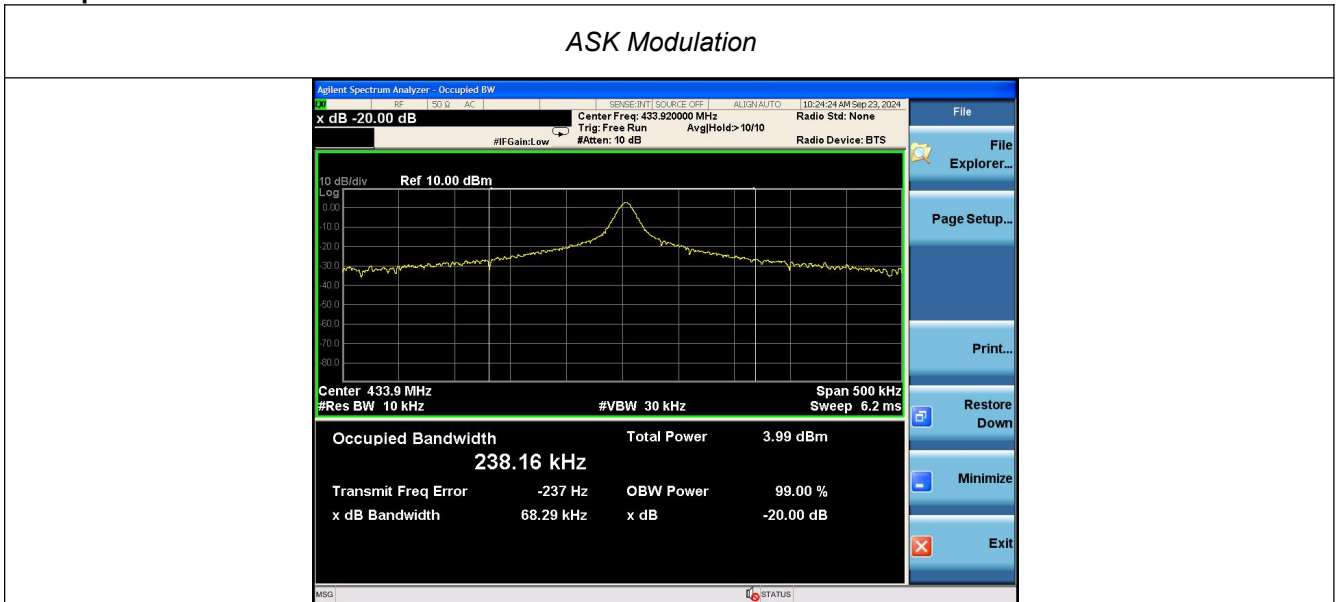 ASK Modulation
Agilent Spectrum Analyzer - Occupied BW
LXI RF 50 Ω AC SENSE:INT SOURCE OFF ALIGN AUTO 10:24:24 AM Sep 23, 2024
x dB -20.00 dB
Center Freq: 433.920000 MHz Radio Std: None
Trig: Free Run Avg|Hold:> 10/10
#IFGain:Low #Atten: 10 dB Radio Device: BTS
10 dB/div Ref 10.00 dBm
Log
0.00
-10.0
-20.0
-30.0
-40.0
-50.0
-60.0
-70.0
-80.0
Center 433.9 MHz Span 500 kHz
#Res BW 10 kHz #VBW 30 kHz Sweep 6.2 ms
Occupied Bandwidth Total Power 3.99 dBm
238.16 kHz
Transmit Freq Error -237 Hz OBW Power 99.00 %
x dB Bandwidth 68.29 kHz x dB -20.00 dB
MSG STATUS
File
File
Explorer...
Page Setup...
Print...
Restore
Down
Minimize
Exit